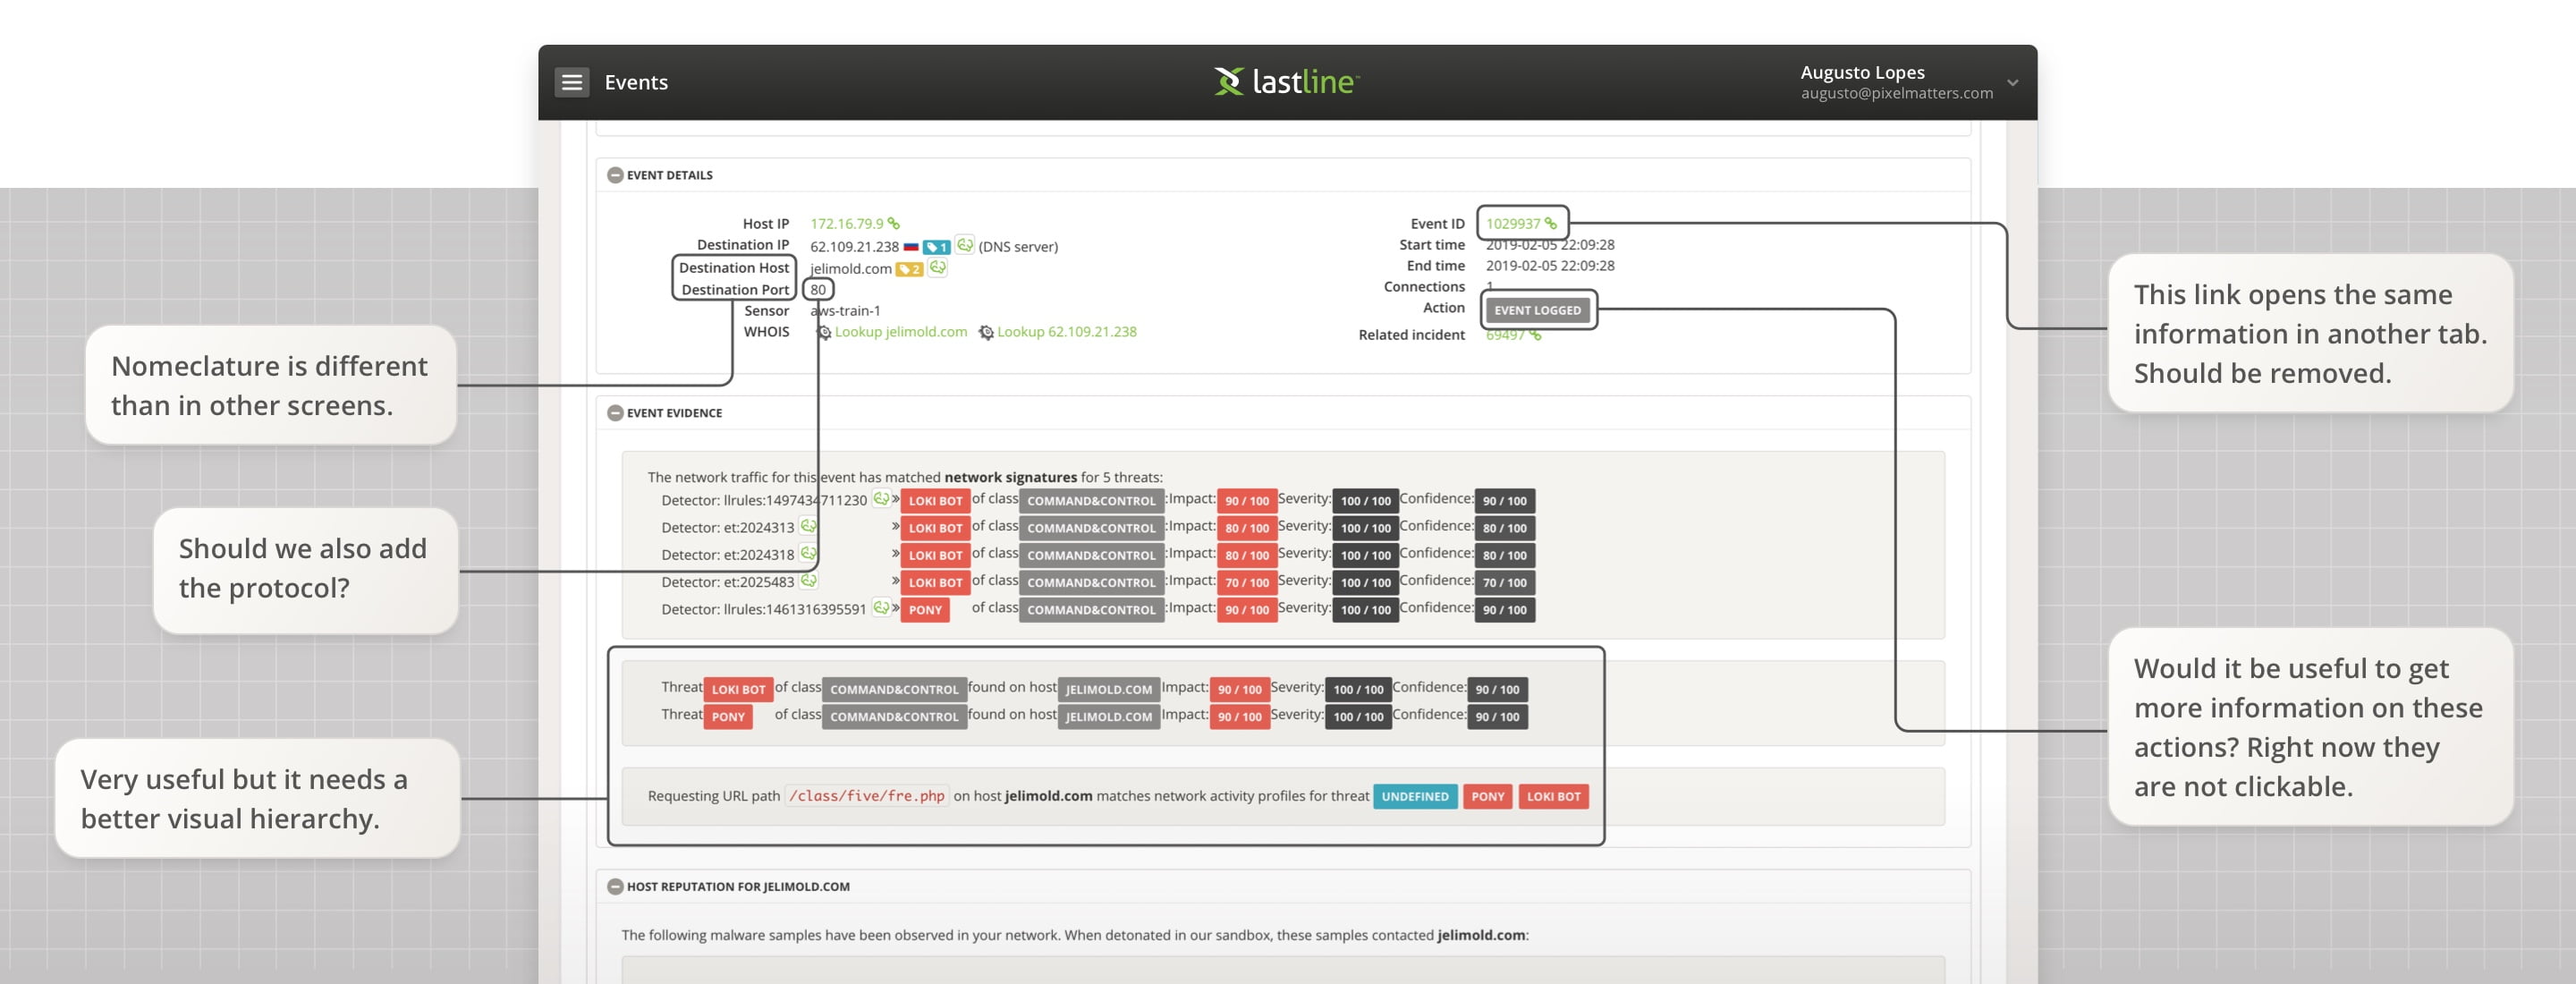 Events
lastline™
Augusto Lopes
augusto@pixelmatters.com
EVENT DETAILS
Host IP 172.16.79.9
Destination IP 62.109.21.238 1 (DNS server)
Destination Host jelimold.com 2
Destination Port 80
Sensor aws-train-1
WHOIS Lookup jelimold.com Lookup 62.109.21.238
Event ID 1029937
Start time 2019-02-05 22:09:28
End time 2019-02-05 22:09:28
Connections 1
Action EVENT LOGGED
Related incident 69497
This link opens the same
information in another tab.
Should be removed.
Nomeclature is different
than in other screens.
EVENT EVIDENCE
The network traffic for this event has matched network signatures for 5 threats:
Detector: llrules:1497434711230 » LOKI BOT of class COMMAND&CONTROL :Impact: 90 / 100 Severity: 100 / 100 Confidence: 90 / 100
Detector: et:2024313 » LOKI BOT of class COMMAND&CONTROL :Impact: 80 / 100 Severity: 100 / 100 Confidence: 80 / 100
Detector: et:2024318 » LOKI BOT of class COMMAND&CONTROL :Impact: 80 / 100 Severity: 100 / 100 Confidence: 80 / 100
Detector: et:2025483 » LOKI BOT of class COMMAND&CONTROL :Impact: 70 / 100 Severity: 100 / 100 Confidence: 70 / 100
Detector: llrules:1461316395591 » PONY of class COMMAND&CONTROL :Impact: 90 / 100 Severity: 100 / 100 Confidence: 90 / 100
Should we also add
the protocol?
Threat LOKI BOT of class COMMAND&CONTROL found on host JELIMOLD.COM Impact: 90 / 100 Severity: 100 / 100 Confidence: 90 / 100
Threat PONY of class COMMAND&CONTROL found on host JELIMOLD.COM Impact: 90 / 100 Severity: 100 / 100 Confidence: 90 / 100
Requesting URL path /class/five/fre.php on host jelimold.com matches network activity profiles for threat UNDEFINED PONY LOKI BOT
Very useful but it needs a
better visual hierarchy.
Would it be useful to get
more information on these
actions? Right now they
are not clickable.
HOST REPUTATION FOR JELIMOLD.COM
The following malware samples have been observed in your network. When detonated in our sandbox, these samples contacted jelimold.com: